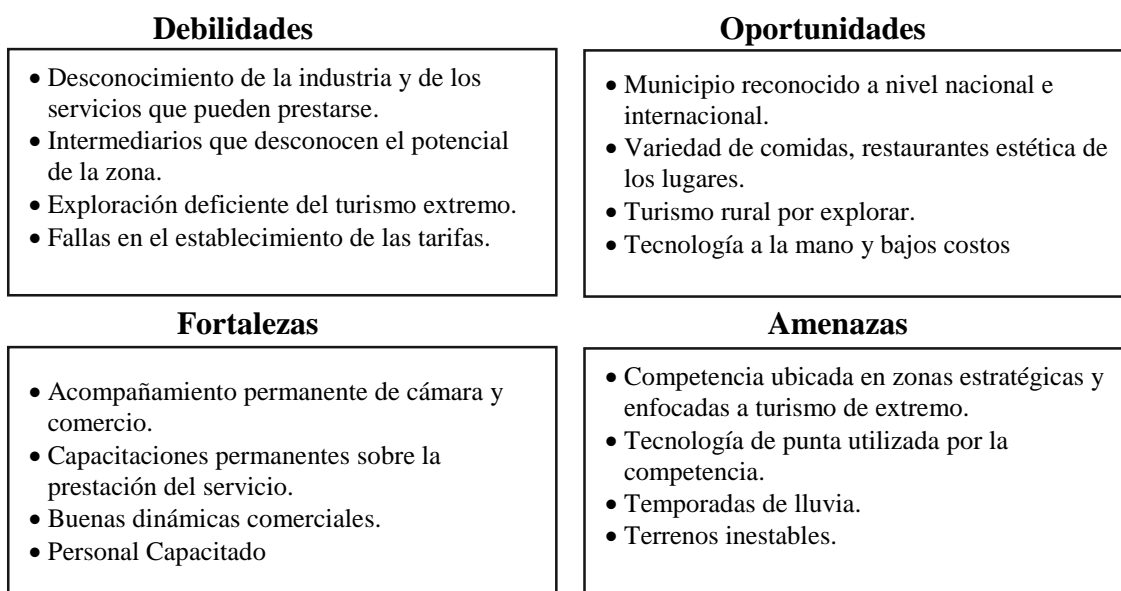 Debilidades
• Desconocimiento de la industria y de los
servicios que pueden prestarse.
• Intermediarios que desconocen el potencial
de la zona.
• Exploración deficiente del turismo extremo.
• Fallas en el establecimiento de las tarifas.
Oportunidades
• Municipio reconocido a nivel nacional e
internacional.
• Variedad de comidas, restaurantes estética de
los lugares.
• Turismo rural por explorar.
• Tecnología a la mano y bajos costos
Fortalezas
• Acompañamiento permanente de cámara y
comercio.
• Capacitaciones permanentes sobre la
prestación del servicio.
• Buenas dinámicas comerciales.
• Personal Capacitado
Amenazas
• Competencia ubicada en zonas estratégicas y
enfocadas a turismo de extremo.
• Tecnología de punta utilizada por la
competencia.
• Temporadas de lluvia.
• Terrenos inestables.